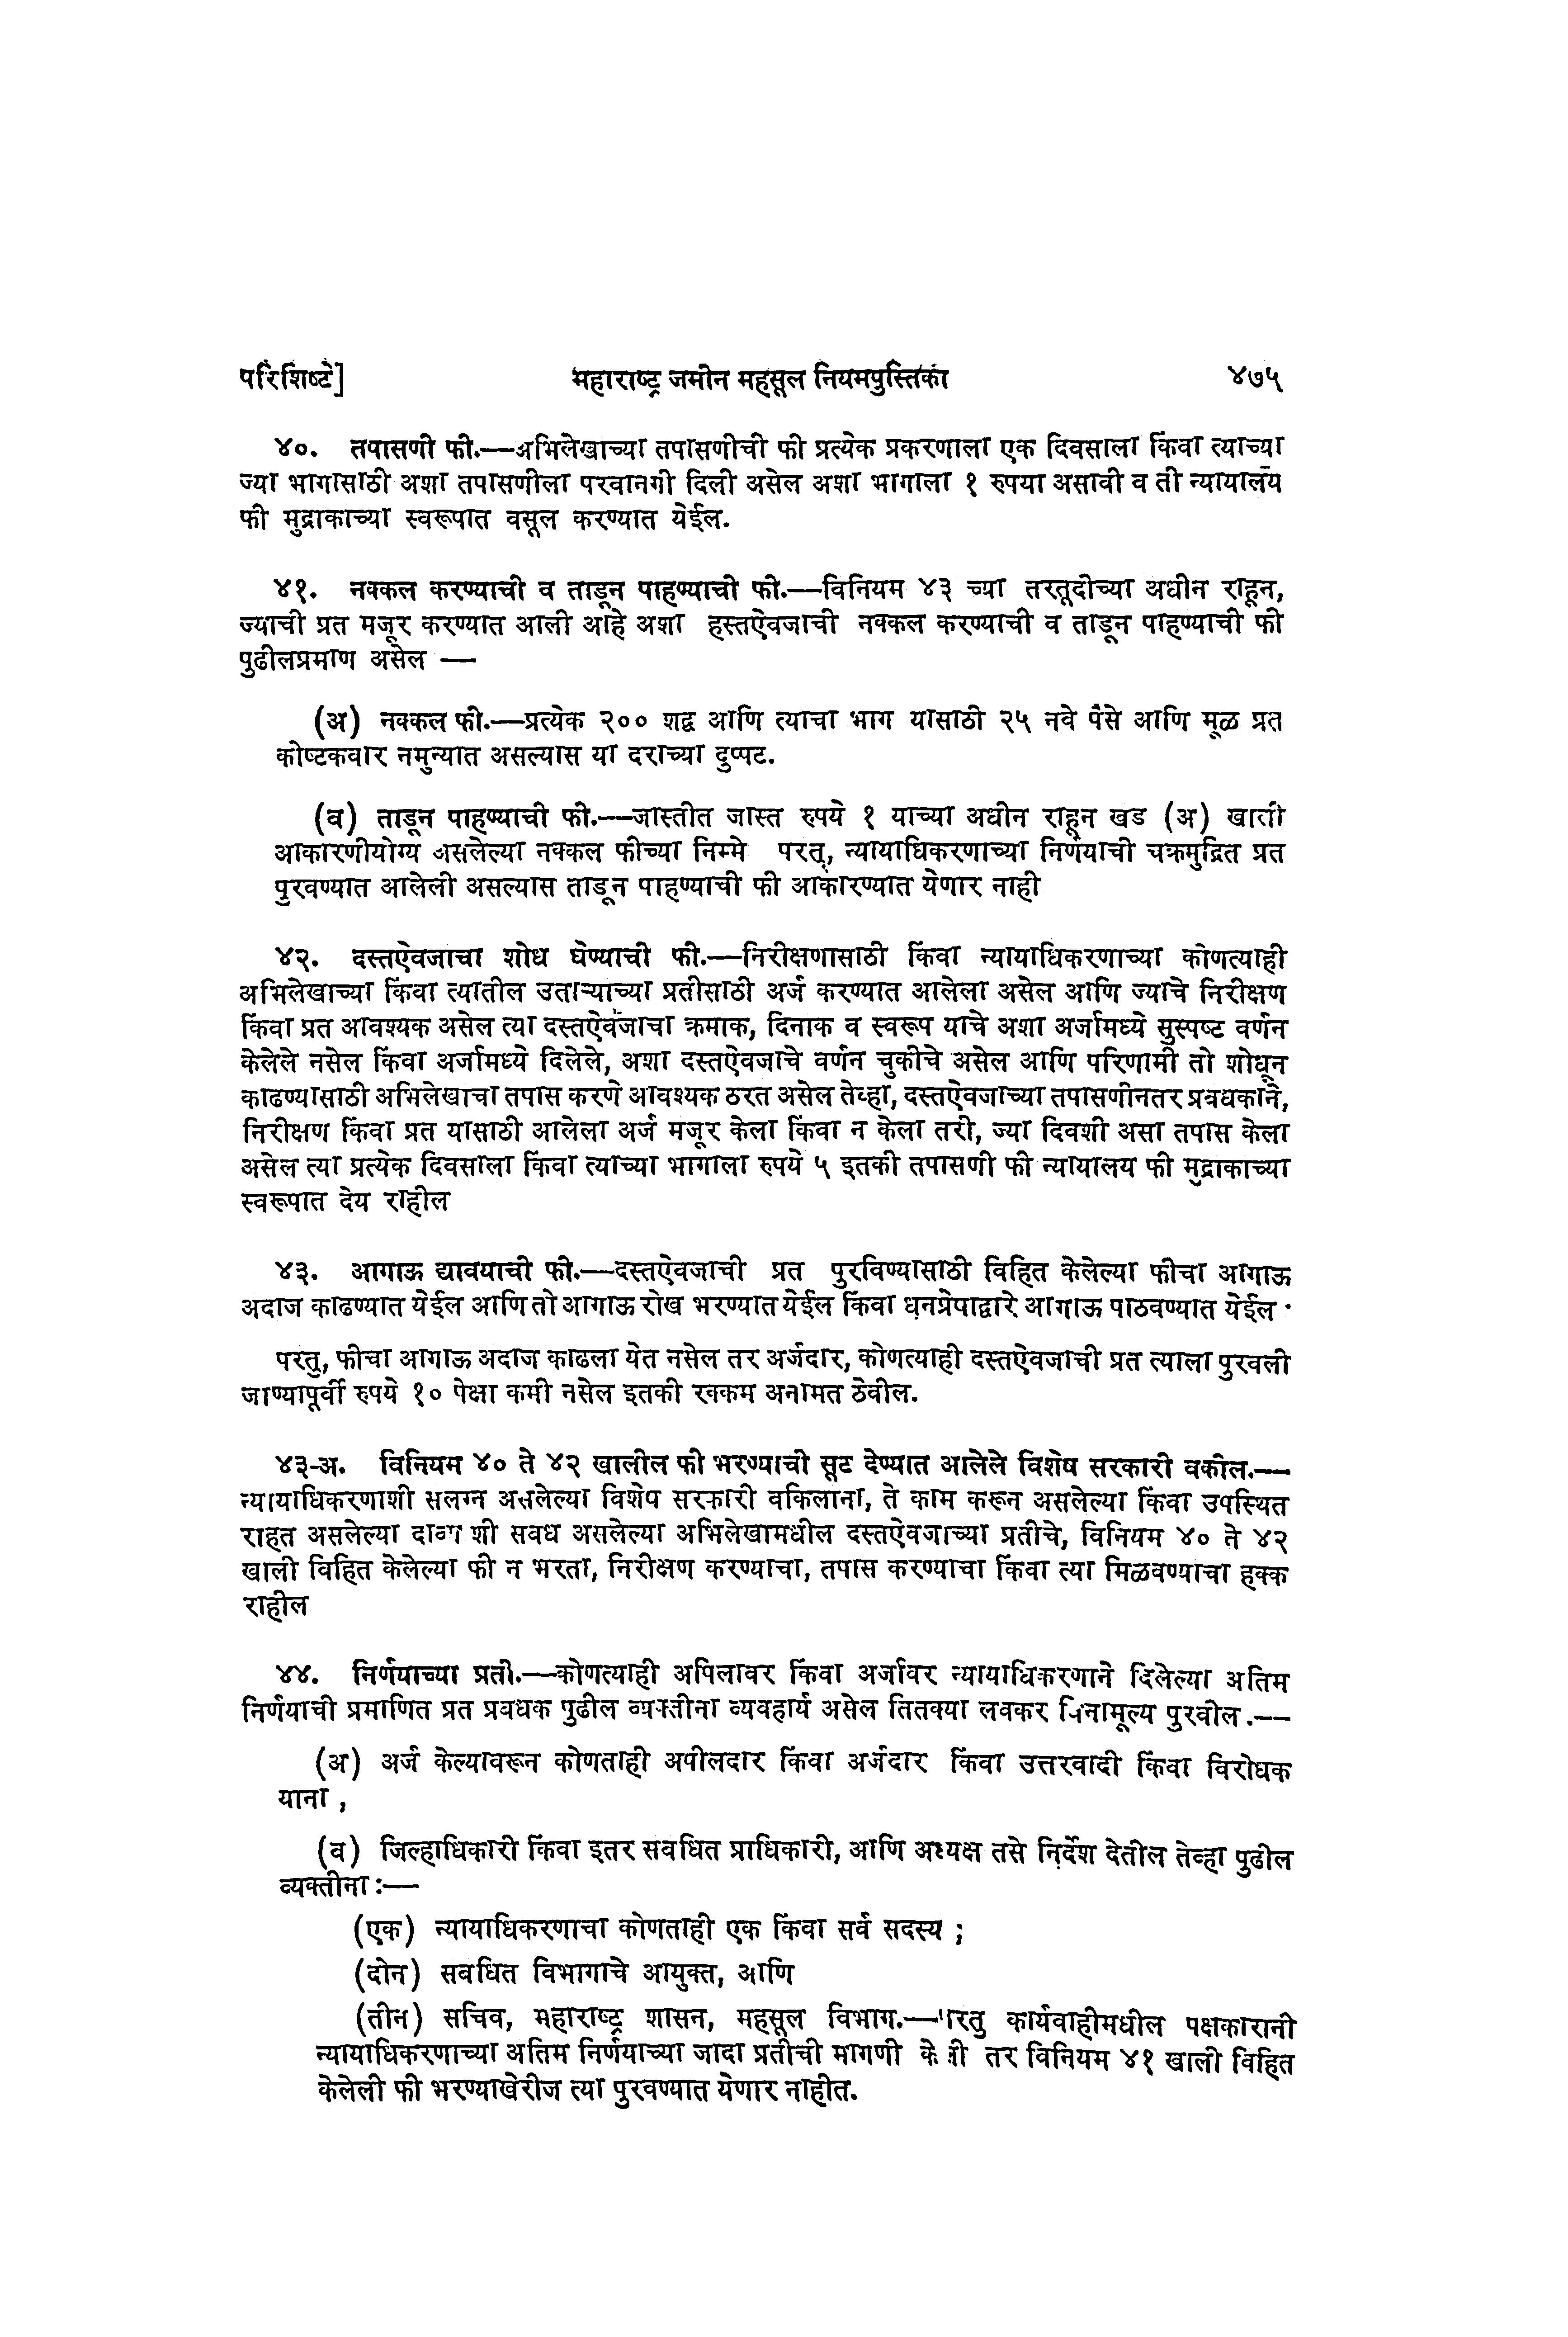 परिशिष्टे] महाराष्ट्र जमीन महसूल नियमपुस्तिका ४७५
४०. तपासणी फी.—अभिलेखाच्या तपासणीची फी प्रत्येक प्रकरणाला एक दिवसाला किंवा त्याच्या
ज्या भागासाठी अशा तपासणीला परवानगी दिली असेल अशा भागाला १ रुपया असावी व ती न्यायालय
फी मुद्राकाच्या स्वरूपात वसूल करण्यात येईल.
४१. नक्कल करण्याची व ताडून पाहण्याची फी.—विनियम ४३ च्या तरतूदीच्या अधीन राहून,
ज्याची प्रत मजूर करण्यात आली आहे अशा हस्तऐवजाची नक्कल करण्याची व ताडून पाहण्याची फी
पुढीलप्रमाण असेल —
(अ) नक्कल फी.—प्रत्येक २०० शद्व आणि त्याचा भाग यासाठी २५ नवे पैसे आणि मूळ प्रत
कोष्टकवार नमुन्यात असल्यास या दराच्या दुप्पट.
(व) ताडून पाहण्याची फी.—जास्तीत जास्त रुपये १ याच्या अधीन राहून खड (अ) खाली
आकारणीयोग्य असलेल्या नक्कल फीच्या निम्मे परतु, न्यायाधिकरणाच्या निर्णयाची चक्रमुद्रित प्रत
पुरवण्यात आलेली असल्यास ताडून पाहण्याची फी आकारण्यात येणार नाही
४२. दस्तऐवजाचा शोध घेण्याची फी.—निरीक्षणासाठी किंवा न्यायाधिकरणाच्या कोणत्याही
अभिलेखाच्या किंवा त्यातील उताऱ्याच्या प्रतीसाठी अर्ज करण्यात आलेला असेल आणि ज्याचे निरीक्षण
किंवा प्रत आवश्यक असेल त्या दस्तऐवजाचा क्रमाक, दिनाक व स्वरूप याचे अशा अर्जामध्ये सुस्पष्ट वर्णन
केलेले नसेल किंवा अर्जामध्ये दिलेले, अशा दस्तऐवजाचे वर्णन चुकीचे असेल आणि परिणामी तो शोधून
काढण्यासाठी अभिलेखाचा तपास करणे आवश्यक ठरत असेल तेव्हा, दस्तऐवजाच्या तपासणीनतर प्रवधकाने,
निरीक्षण किंवा प्रत यासाठी आलेला अर्ज मजूर केला किंवा न केला तरी, ज्या दिवशी असा तपास केला
असेल त्या प्रत्येक दिवसाला किंवा त्याच्या भागाला रुपये ५ इतकी तपासणी फी न्यायालय फी मुद्राकाच्या
स्वरूपात देय राहील
४३. आगाऊ द्यावयाची फी.—दस्तऐवजाची प्रत पुरविण्यासाठी विहित केलेल्या फीचा आगाऊ
अदाज काढण्यात येईल आणि तो आगाऊ रोख भरण्यात येईल किंवा धनप्रेषाद्वारे आगाऊ पाठवण्यात येईल
परतु, फीचा आगाऊ अदाज काढला येत नसेल तर अर्जदार, कोणत्याही दस्तऐवजाची प्रत त्याला पुरवली
जाण्यापूर्वी रुपये १० पेक्षा कमी नसेल इतकी रक्कम अनामत ठेवील.
४३-अ. विनियम ४० ते ४२ खालील फी भरण्याची सूट देण्यात आलेले विशेष सरकारी वकील.—
न्यायाधिकरणाशी सलग्न असलेल्या विशेष सरकारी वकिलाना, ते काम करून असलेल्या किंवा उपस्थित
राहत असलेल्या शी सवध असलेल्या अभिलेखामधील दस्तऐवजाच्या प्रतीचे, विनियम ४० ते ४२
खाली विहित केलेल्या फी न भरता, निरीक्षण करण्याचा, तपास करण्याचा किंवा त्या मिळवण्याचा हक्क
राहील
४४. निर्णयाच्या प्रती.—कोणत्याही अपिलावर किंवा अर्जावर न्यायाधिकरणाने दिलेल्या अतिम
निर्णयाची प्रमाणित प्रत प्रवधक पुढील व्यक्तीना व्यवहार्य असेल तितक्या लवकर विनामूल्य पुरवील.—
(अ) अर्ज केल्यावरून कोणताही अपीलदार किंवा अर्जदार किंवा उत्तरवादी किंवा विरोधक
याना,
(व) जिल्हाधिकारी किंवा इतर सवधित प्राधिकारी, आणि अध्यक्ष तसे निर्देश देतील तेव्हा पुढील
व्यक्तीना:—
(एक) न्यायाधिकरणाचा कोणताही एक किंवा सर्व सदस्य;
(दोन) सवधित विभागाचे आयुक्त, आणि
(तीन) सचिव, महाराष्ट्र शासन, महसूल विभाग.—परतु कार्यवाहीमधील पक्षकारानी
न्यायाधिकरणाच्या अतिम निर्णयाच्या जादा प्रतीची मागणी केली तर विनियम ४१ खाली विहित
केलेली फी भरण्याखेरीज त्या पुरवण्यात येणार नाहीत.